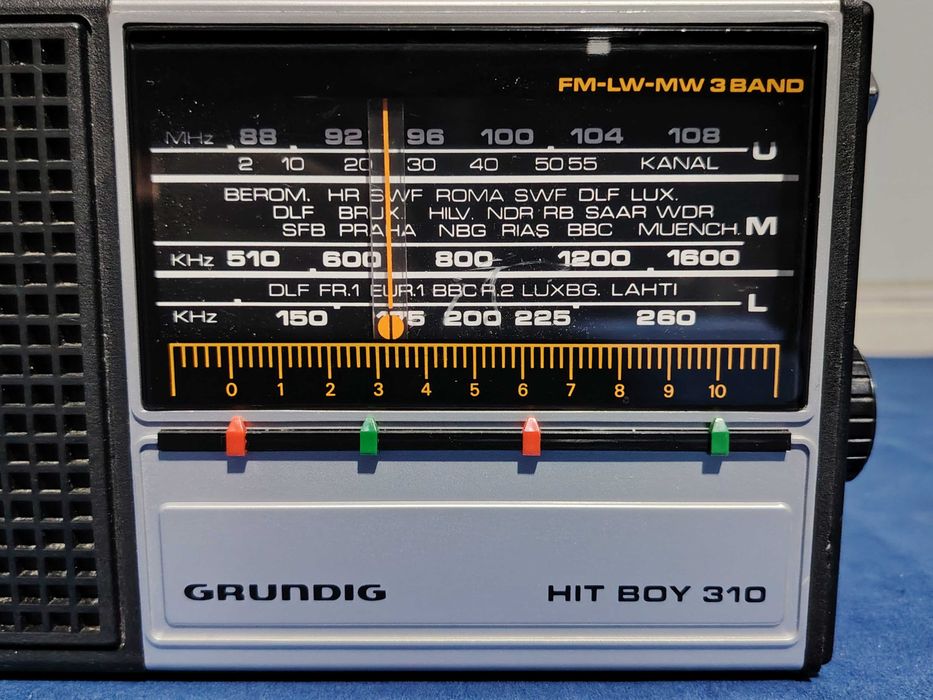 FM-LW-MW 3 BAND
MHz 88 92 96 100 104 108
U
2 10 20 30 40 50 55 KANAL
BEROM. HR SWF ROMA SWF DLF LUX.
DLF BRUX. HILV. NDR RB SAAR WDR
SFB PRAHA NBG RIAS BBC MUENCH.
M
KHz 510 600 800 1200 1600
DLF FR.1 EUR.1 BBC R.2 LUXBG. LAHTI
L
KHz 150 175 200 225 260
0 1 2 3 4 5 6 7 8 9 10
GRUNDIG HIT BOY 310